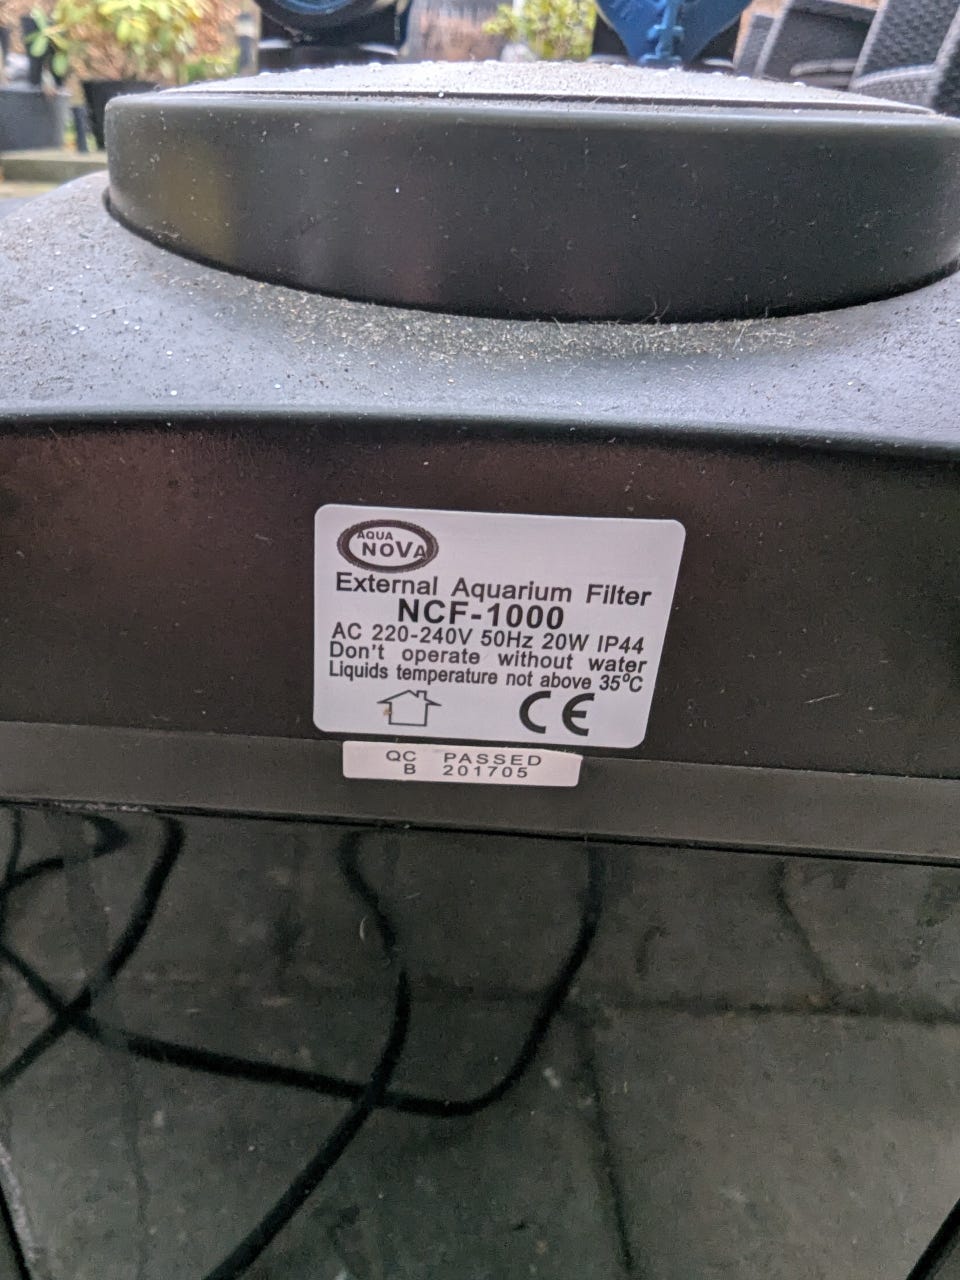 AQUA
NOVA
External Aquarium Filter
NCF-1000
AC 220-240V 50Hz 20W IP44
Don't operate without water
Liquids temperature not above 35°C
CE
QC PASSED
B 201705